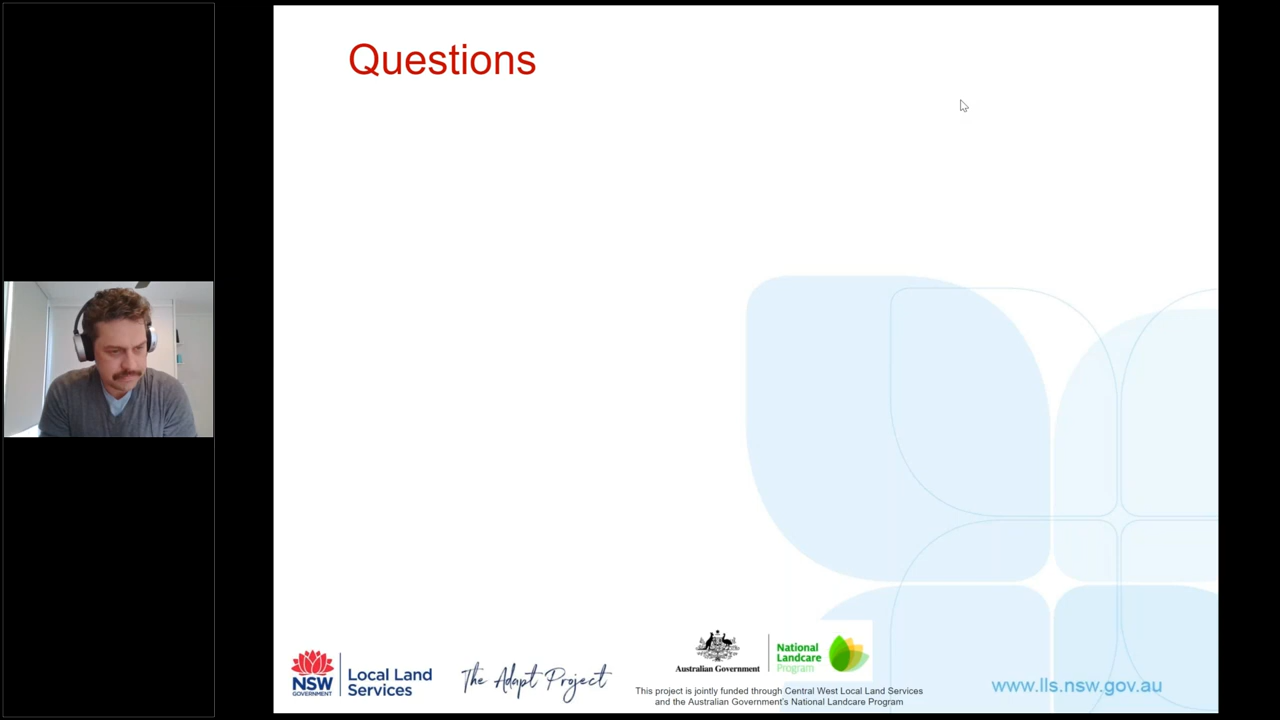 Questions
NSW
GOVERNMENT
Local Land
Services
The Adapt Project
Australian Government
National
Landcare
Program
This project is jointly funded through Central West Local Land Services
and the Australian Government's National Landcare Program
www.lls.nsw.gov.au